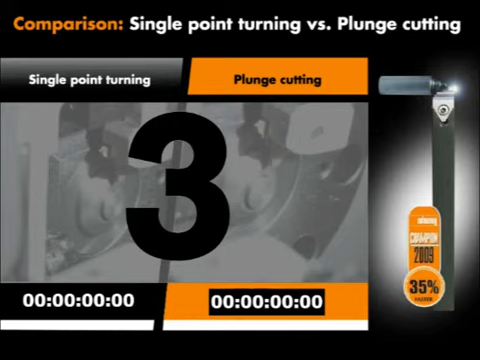 Comparison: Single point turning vs. Plunge cutting
Single point turning
Plunge cutting
3
00:00:00:00
00:00:00:00
CHAMPION
2009
35%
FASTER